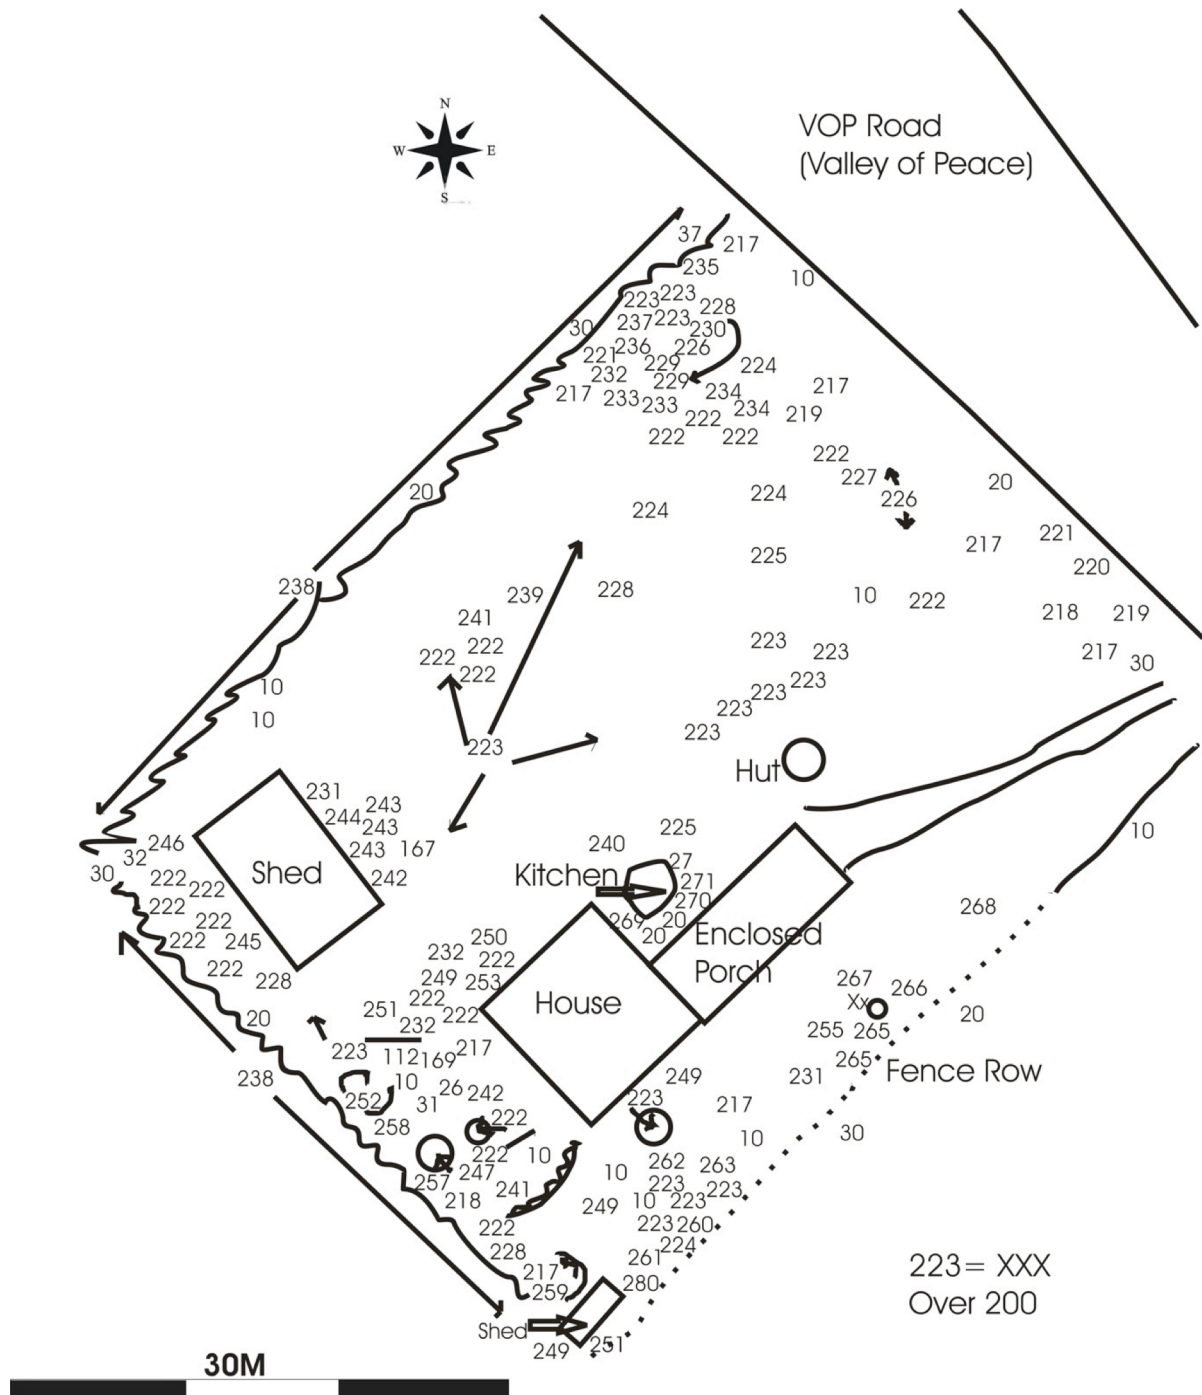 N
W E
S
VOP Road
(Valley of Peace)
37 217
235
10
223 223 228
30 237 223 230
221 236 226
229 224
232 229
217 233 233 234 217
234 219
222
222 222
222
227
20 226 20
224 224
217 221
225 220
238
239 228 10 222
218 219
241
222 223 223
222 222 217 30
10 223 223
10 223
223 223
Hut
231
244 243
243
246 243 167
32 Shed 242
30
222 222
222
222
222 245
222 228
10
240 225
27
Kitchen 271
270
269 20
20
Enclosed
Porch
268
250
232 222
249 253
222
251 232 222
House
267 266
Xx
255 265
20
265
Fence Row
20
223
112 169 217
238
10 26 242
252 31
258 222
222 10
257 247
218 241
222
228
217
259
249 231
223 217
10 30
10 262 263
223 223
249 10 223
223 260
224
261
280
Shed
249 251
223= XXX
Over 200
30M